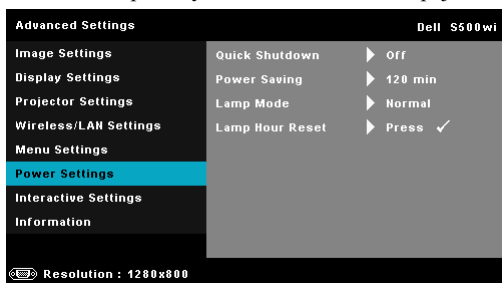 Advanced Settings Dell S500wi
Image Settings Quick Shutdown Off
Display Settings Power Saving 120 min
Projector Settings Lamp Mode Normal
Wireless/LAN Settings Lamp Hour Reset Press ✓
Menu Settings
Power Settings
Interactive Settings
Information
Resolution : 1280x800